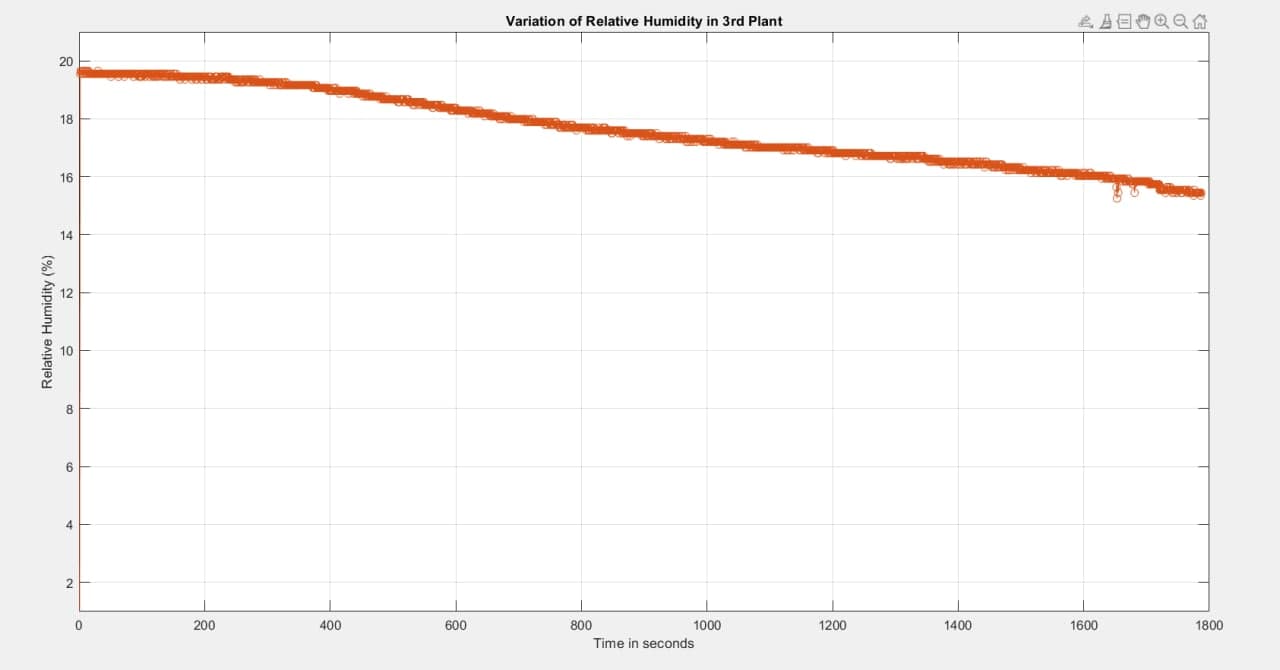 Variation of Relative Humidity in 3rd Plant
20
18
16
14
12
10
8
6
4
2
Relative Humidity (%)
0 200 400 600 800 1000 1200 1400 1600 1800
Time in seconds